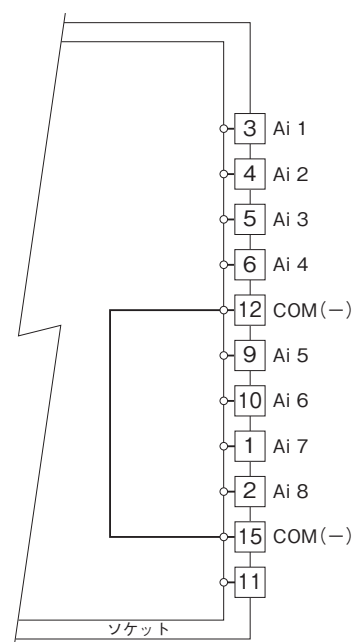 3 Ai 1
4 Ai 2
5 Ai 3
6 Ai 4
12 COM(−)
9 Ai 5
10 Ai 6
1 Ai 7
2 Ai 8
15 COM(−)
11
ソケット